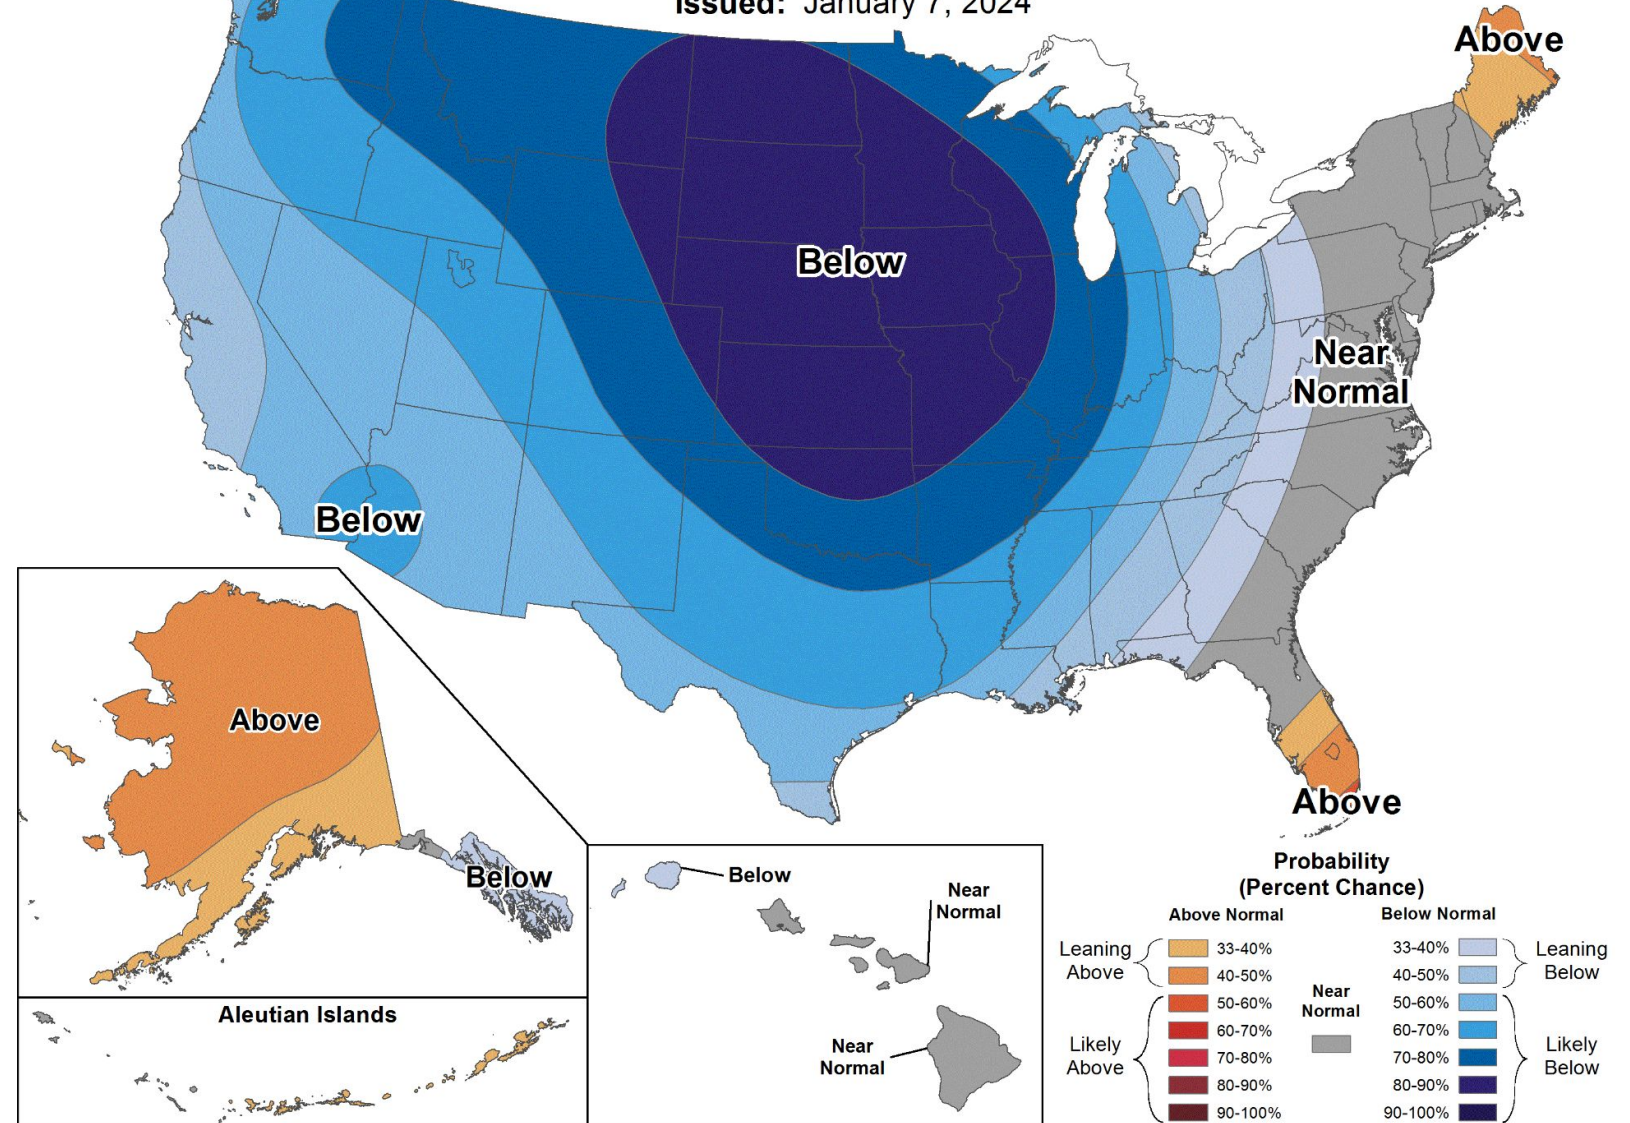 Issued: January 7, 2024
Above
Below
Near
Normal
Below
Above
Above
Below
Aleutian Islands
Below
Near
Normal
Near
Normal
Probability
(Percent Chance)
Above Normal
Below Normal
Leaning
Above
33-40%
40-50%
50-60%
60-70%
70-80%
80-90%
90-100%
Likely
Above
Near
Normal
33-40%
40-50%
50-60%
60-70%
70-80%
80-90%
90-100%
Leaning
Below
Likely
Below